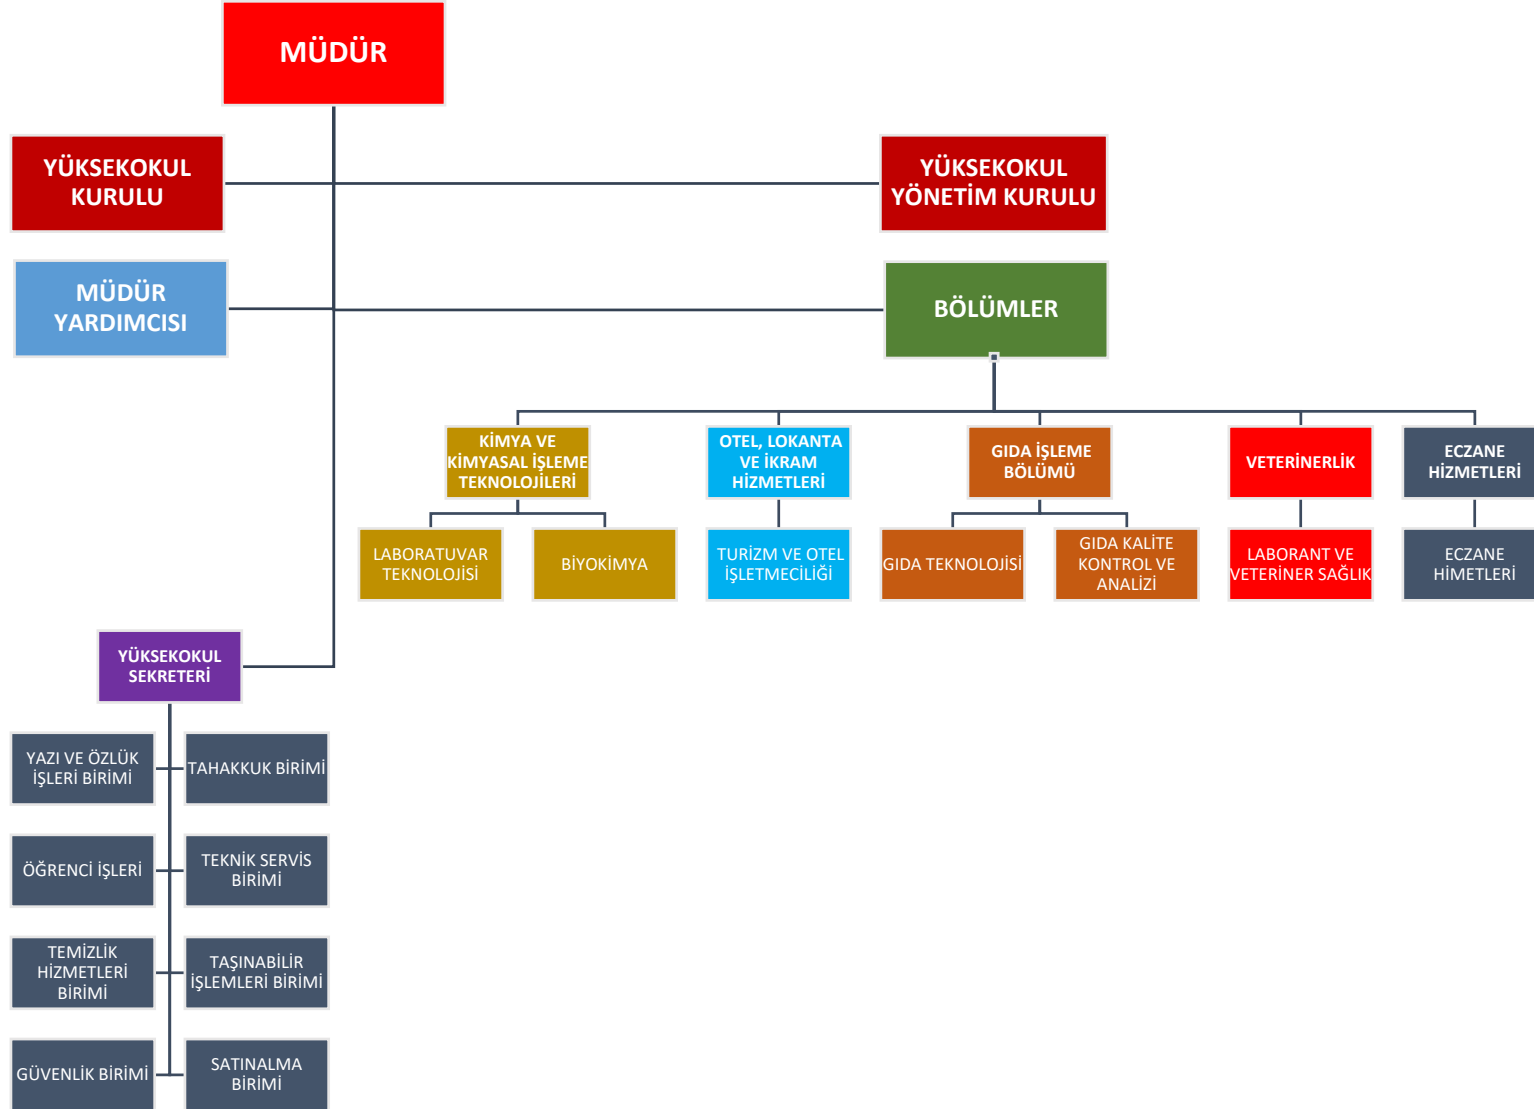 MÜDÜR
YÜKSEKOKUL
KURULU
YÜKSEKOKUL
YÖNETİM KURULU
MÜDÜR
YARDIMCISI
BÖLÜMLER
KİMYA VE
KİMYASAL İŞLEME
TEKNOLOJİLERİ
OTEL, LOKANTA
VE İKRAM
HİZMETLERİ
GIDA İŞLEME
BÖLÜMÜ
VETERİNERLİK
ECZANE
HİZMETLERİ
LABORATUVAR
TEKNOLOJİSİ
BİYOKİMYA
TURİZM VE OTEL
İŞLETMECİLİĞİ
GIDA TEKNOLOJİSİ
GIDA KALİTE
KONTROL VE
ANALİZİ
LABORANT VE
VETERİNER SAĞLIK
ECZANE
HİMETLERİ
YÜKSEKOKUL
SEKRETERİ
YAZI VE ÖZLÜK
İŞLERİ BİRİMİ
TAHAKKUK BİRİMİ
ÖĞRENCİ İŞLERİ
TEKNİK SERVİS
BİRİMİ
TEMİZLİK
HİZMETLERİ
BİRİMİ
TAŞINABİLİR
İŞLEMLERİ BİRİMİ
GÜVENLİK BİRİMİ
SATINALMA
BİRİMİ